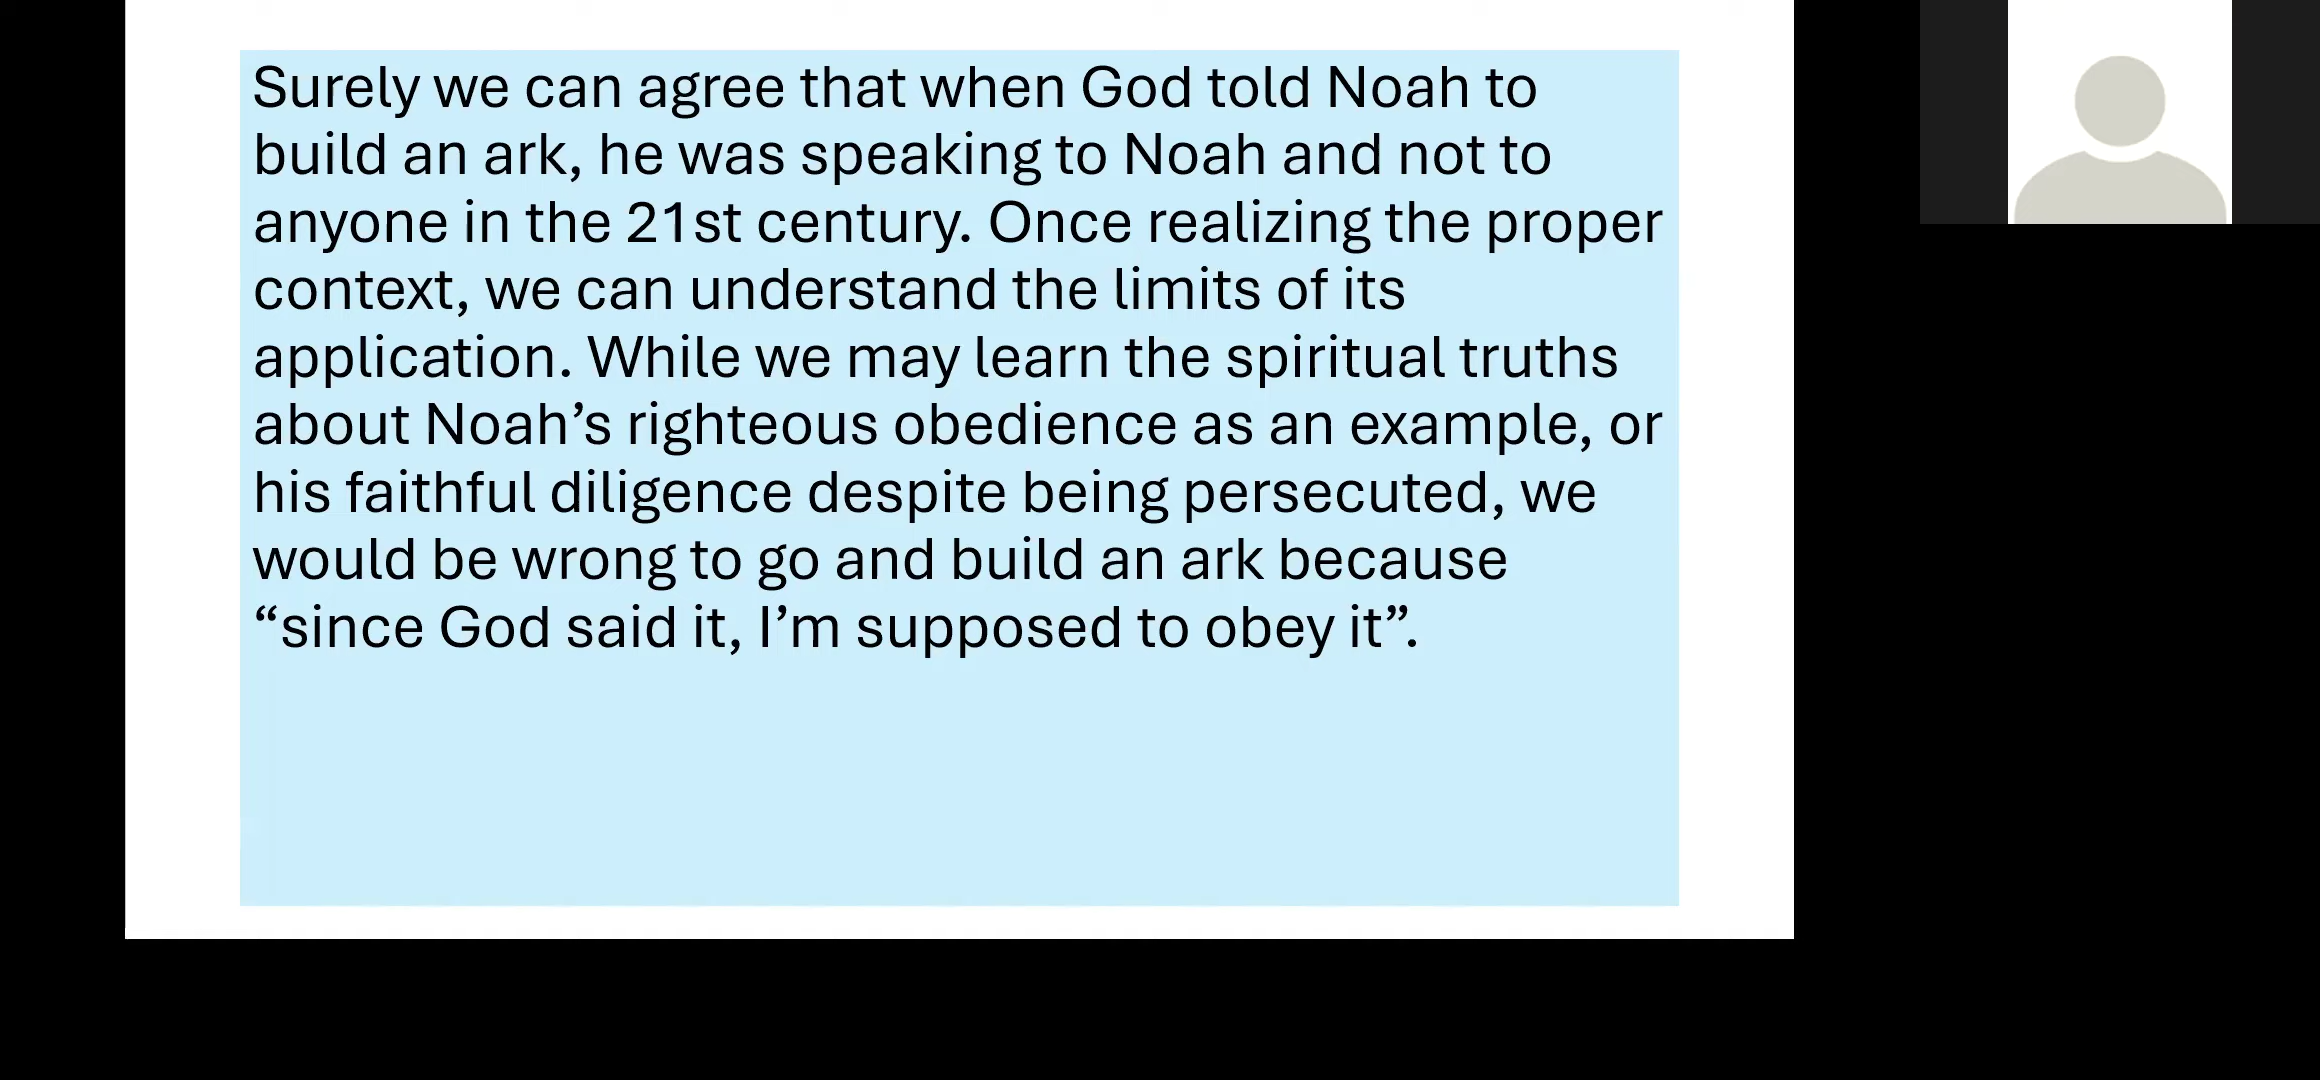 Surely we can agree that when God told Noah to
build an ark, he was speaking to Noah and not to
anyone in the 21st century. Once realizing the proper
context, we can understand the limits of its
application. While we may learn the spiritual truths
about Noah’s righteous obedience as an example, or
his faithful diligence despite being persecuted, we
would be wrong to go and build an ark because
“since God said it, I’m supposed to obey it”.